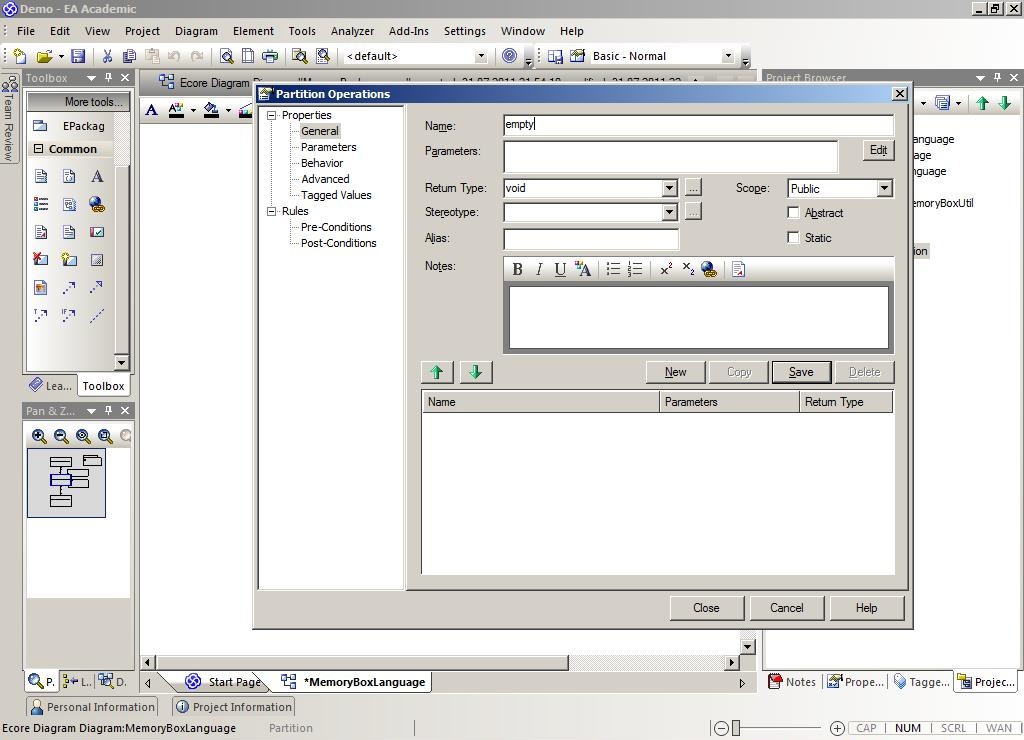 Demo - EA Academic
File Edit View Project Diagram Element Tools Analyzer Add-Ins Settings Window Help
<default>
Basic - Normal
Team Review
Toolbox
More tools...
EPackag
Common
Lea...
Toolbox
Pan & Z...
P.
L..
D.
Ecore Diagram
Partition Operations
Properties
General
Parameters
Behavior
Advanced
Tagged Values
Rules
Pre-Conditions
Post-Conditions
Name:
empty
Parameters:
Edit
Return Type:
void
...
Scope:
Public
Stereotype:
...
Abstract
Alias:
Static
Notes:
B I U A x² x₂
New
Copy
Save
Delete
Name
Parameters
Return Type
Close
Cancel
Help
Project Browser
anguage
age
nguage
emoryBoxUtil
ion
Start Page
*MemoryBoxLanguage
Notes
Prope...
Tagge...
Projec...
Personal Information
Project Information
Ecore Diagram Diagram:MemoryBoxLanguage
Partition
CAP NUM SCRL WAN